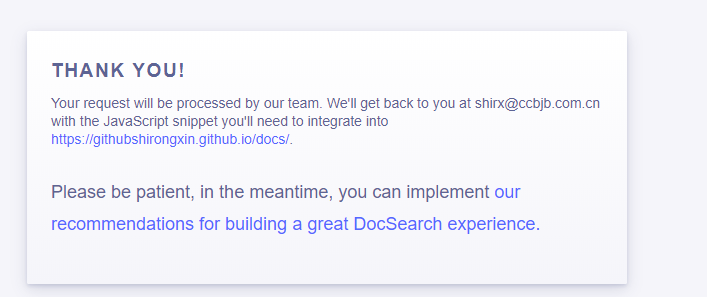 THANK YOU!
Your request will be processed by our team. We'll get back to you at shirx@ccbjb.com.cn
with the JavaScript snippet you'll need to integrate into
https://githubshirongxin.github.io/docs/.
Please be patient, in the meantime, you can implement our
recommendations for building a great DocSearch experience.